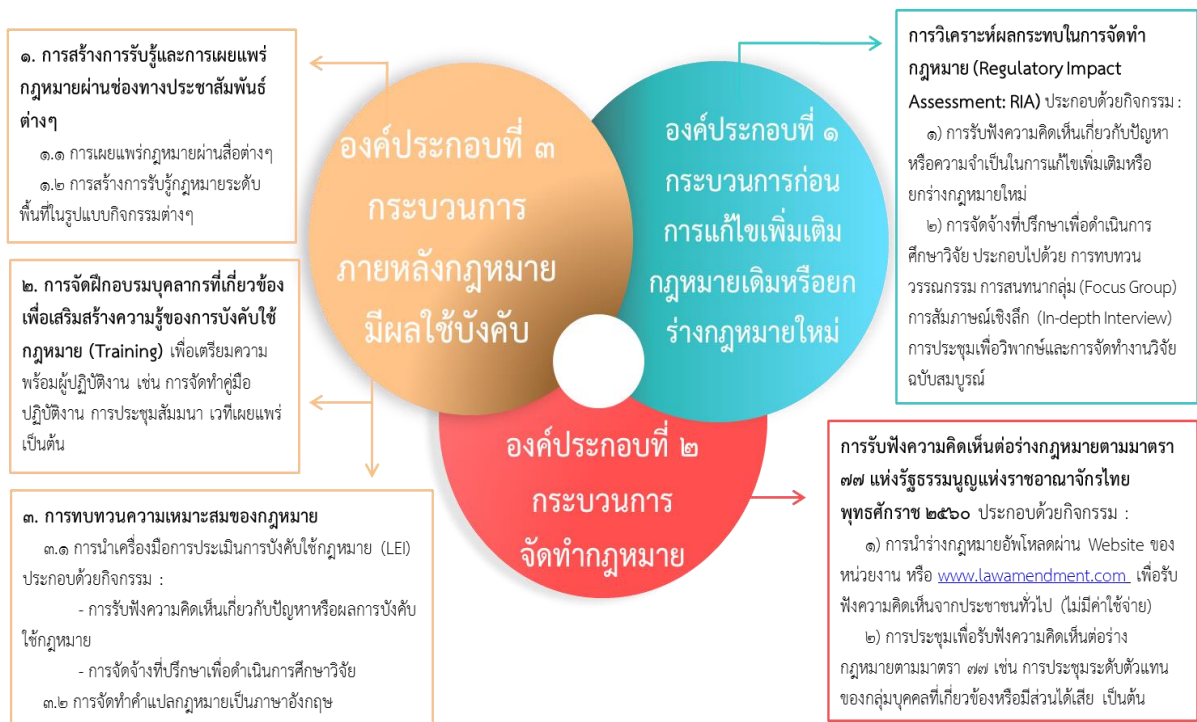 ๑. การสร้างการรับรู้และการเผยแพร่
กฎหมายผ่านช่องทางประชาสัมพันธ์
ต่างๆ
๑.๑ การเผยแพร่กฎหมายผ่านสื่อต่างๆ
๑.๒ การสร้างการรับรู้กฎหมายระดับ
พื้นที่ในรูปแบบกิจกรรมต่างๆ
๒. การจัดฝึกอบรมบุคลากรที่เกี่ยวข้อง
เพื่อเสริมสร้างความรู้ของการบังคับใช้
กฎหมาย (Training) เพื่อเตรียมความ
พร้อมผู้ปฏิบัติงาน เช่น การจัดทำคู่มือ
ปฏิบัติงาน การประชุมสัมมนา เวทีเผยแพร่
เป็นต้น
๓. การทบทวนความเหมาะสมของกฎหมาย
๓.๑ การนำเครื่องมือการประเมินการบังคับใช้กฎหมาย (LEI)
ประกอบด้วยกิจกรรม :
- การรับฟังความคิดเห็นเกี่ยวกับปัญหาหรือผลการบังคับ
ใช้กฎหมาย
- การจัดจ้างที่ปรึกษาเพื่อดำเนินการศึกษาวิจัย
๓.๒ การจัดทำคำแปลกฎหมายเป็นภาษาอังกฤษ
องค์ประกอบที่ ๓
กระบวนการ
ภายหลังกฎหมาย
มีผลใช้บังคับ
องค์ประกอบที่ ๑
กระบวนการก่อน
การแก้ไขเพิ่มเติม
กฎหมายเดิมหรือยก
ร่างกฎหมายใหม่
องค์ประกอบที่ ๒
กระบวนการ
จัดทำกฎหมาย
การวิเคราะห์ผลกระทบในการจัดทำ
กฎหมาย (Regulatory Impact
Assessment: RIA) ประกอบด้วยกิจกรรม :
๑) การรับฟังความคิดเห็นเกี่ยวกับปัญหา
หรือความจำเป็นในการแก้ไขเพิ่มเติมหรือ
ยกร่างกฎหมายใหม่
๒) การจัดจ้างที่ปรึกษาเพื่อดำเนินการ
ศึกษาวิจัย ประกอบไปด้วย การทบทวน
วรรณกรรม การสนทนากลุ่ม (Focus Group)
การสัมภาษณ์เชิงลึก (In-depth Interview)
การประชุมเพื่อวิพากษ์และการจัดทำงานวิจัย
ฉบับสมบูรณ์
การรับฟังความคิดเห็นต่อร่างกฎหมายตามมาตรา
๗๗ แห่งรัฐธรรมนูญแห่งราชอาณาจักรไทย
พุทธศักราช ๒๕๖๐ ประกอบด้วยกิจกรรม :
๑) การนำร่างกฎหมายอัพโหลดผ่าน Website ของ
หน่วยงาน หรือ www.lawamendment.com เพื่อรับ
ฟังความคิดเห็นจากประชาชนทั่วไป (ไม่มีค่าใช้จ่าย)
๒) การประชุมเพื่อรับฟังความคิดเห็นต่อร่าง
กฎหมายตามมาตรา ๗๗ เช่น การประชุมระดับตัวแทน
ของกลุ่มบุคคลที่เกี่ยวข้องหรือมีส่วนได้เสีย เป็นต้น